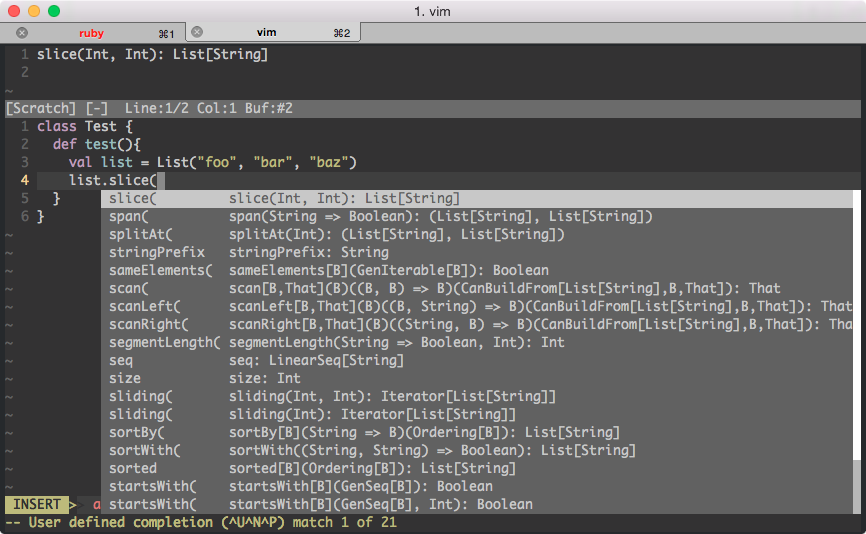 1. vim
ruby ⌘1 vim ⌘2
1 slice(Int, Int): List[String]
2
~
[Scratch] [-] Line:1/2 Col:1 Buf:#2
1 class Test {
2 def test(){
3 val list = List("foo", "bar", "baz")
4 list.slice(
5 }
6 }
slice( slice(Int, Int): List[String]
span( span(String => Boolean): (List[String], List[String])
~ splitAt( splitAt(Int): (List[String], List[String])
~ stringPrefix stringPrefix: String
~ sameElements( sameElements[B](GenIterable[B]): Boolean
~ scan( scan[B,That](B)((B, B) => B)(CanBuildFrom[List[String],B,That]): That
~ scanLeft( scanLeft[B,That](B)((B, String) => B)(CanBuildFrom[List[String],B,That]): That
~ scanRight( scanRight[B,That](B)((String, B) => B)(CanBuildFrom[List[String],B,That]): Tha
~ segmentLength( segmentLength(String => Boolean, Int): Int
~ seq seq: LinearSeq[String]
~ size size: Int
~ sliding( sliding(Int, Int): Iterator[List[String]]
~ sliding( sliding(Int): Iterator[List[String]]
~ sortBy( sortBy[B](String => B)(Ordering[B]): List[String]
~ sortWith( sortWith((String, String) => Boolean): List[String]
~ sorted sorted[B](Ordering[B]): List[String]
~ startsWith( startsWith[B](GenSeq[B]): Boolean
INSERT > a startsWith( startsWith[B](GenSeq[B], Int): Boolean
-- User defined completion (^U^N^P) match 1 of 21